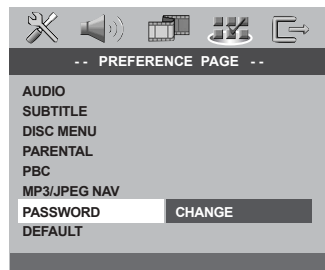 -- PREFERENCE PAGE --
AUDIO
SUBTITLE
DISC MENU
PARENTAL
PBC
MP3/JPEG NAV
PASSWORD CHANGE
DEFAULT